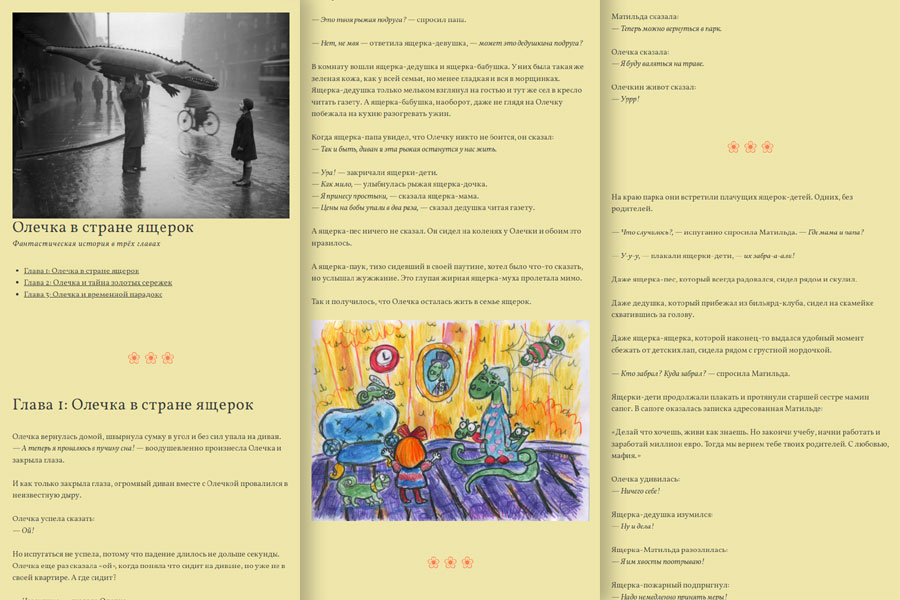 Олечка в стране ящерок
Фантастическая история в трёх главах
Глава 1: Олечка в стране ящерок
Глава 2: Олечка и тайна золотых сережек
Глава 3: Олечка и временной парадокс
Глава 1: Олечка в стране ящерок
Олечка вернулась домой, швырнула сумку в угол и без сил упала на диван.
— А теперь я провалюсь в пучину сна! — воодушевленно произнесла Олечка и
закрыла глаза.
И как только закрыла глаза, огромный диван вместе с Олечкой провалился в
неизвестную дыру.
Олечка успела сказать:
— Ой!
Но испугаться не успела, потому что падение длилось не дольше секунды.
Олечка еще раз сказала «ой», когда поняла что сидит на диване, но уже не в
своей квартире. А где сидит?
— Это твоя рыжая подруга? — спросил папа.
— Нет, не моя — ответила ящерка-девушка, — может это дедушкина подруга?
В комнату вошли ящерка-дедушка и ящерка-бабушка. У них была такая же
зеленая кожа, как у всей семьи, но менее гладкая и вся в морщинках.
Ящерка-дедушка только мельком взглянул на гостью и тут же сел в кресло
читать газету. А ящерка-бабушка, наоборот, даже не глядя на Олечку
побежала на кухню разогревать ужин.
Когда ящерка-папа увидел, что Олечку никто не боится, он сказал:
— Так и быть, диван и эта рыжая останутся у нас жить.
— Ура! — закричали ящерки-дети.
— Как мило, — улыбнулась рыжая ящерка-дочка.
— Я принесу простыни, — сказала ящерка-мама.
— Цены на бобы упали в два раза, — сказал дедушка читая газету.
А ящерка-пес ничего не сказал. Он сидел на коленях у Олечки и обоим это
нравилось.
А ящерка-паук, тихо сидевший в своей паутине, хотел было что-то сказать,
но услышал жужжание. Это глупая жирная ящерка-муха пролетала мимо.
Так и получилось, что Олечка осталась жить в семье ящерок.
Матильда сказала:
— Теперь можно вернуться в парк.
Олечка сказала:
— Я буду валяться на траве.
Олечкин живот сказал:
— Уррр!
На краю парка они встретили плачущих ящерок-детей. Одних, без
родителей.
— Что случилось?, — испуганно спросила Матильда. — Где мама и папа?
— У-у-у, — плакали ящерки-дети, — их забра-а-али!
Даже ящерка-пес, который всегда радовался, сидел рядом и скулил.
Даже дедушка, который прибежал из бильярд-клуба, сидел на скамейке
схватившись за голову.
Даже ящерка-ящерка, которой наконец-то выдался удобный момент
сбежать от детских лап, сидела рядом с грустной мордочкой.
— Кто забрал? Куда забрал? — спросила Матильда.
Ящерки-дети продолжали плакать и протянули старшей сестре мамин
сапог. В сапоге оказалась записка адресованная Матильде:
«Делай что хочешь, живи как знаешь. Но закончи учебу, начни работать и
заработай миллион евро. Тогда мы вернем тебе твоих родителей. С любовью,
мафия.»
Олечка удивилась:
— Ничего себе!
Ящерка-дедушка изумился:
— Ну и дела!
Ящерка-Матильда разозлилась:
— Я им хвосты поотрываю!
Ящерка-пожарный подпрыгнул:
— Надо немедленно принять меры!